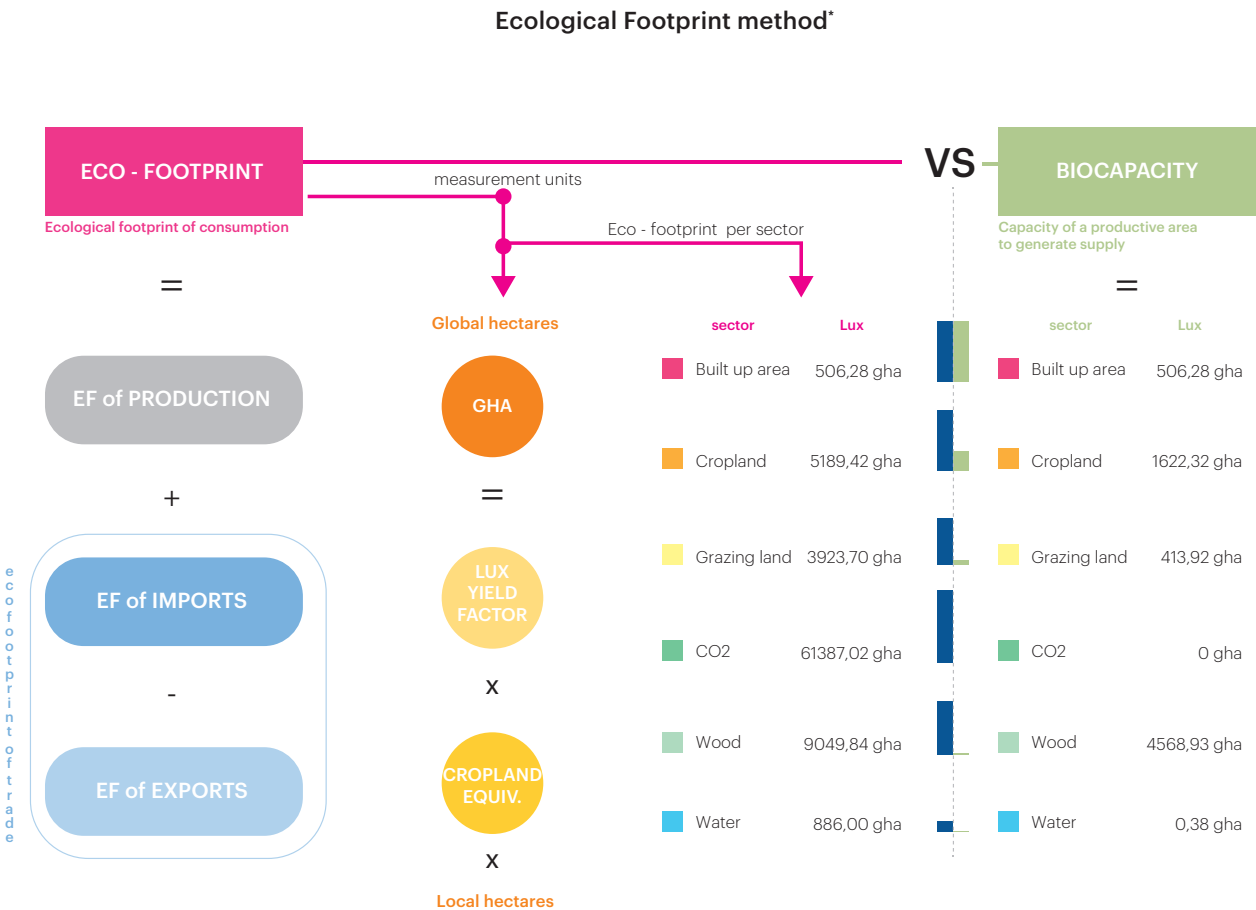 Ecological Footprint method*
ECO - FOOTPRINT
VS
BIOCAPACITY
measurement units
Ecological footprint of consumption
Eco - footprint per sector
Capacity of a productive area
to generate supply
=
=
Global hectares
sector Lux
sector Lux
EF of PRODUCTION
+
EF of IMPORTS
-
EF of EXPORTS
ecofootprint of trade
GHA
=
LUX
YIELD
FACTOR
x
CROPLAND
EQUIV.
x
Local hectares
Built up area 506,28 gha
Cropland 5189,42 gha
Grazing land 3923,70 gha
CO2 61387,02 gha
Wood 9049,84 gha
Water 886,00 gha
Built up area 506,28 gha
Cropland 1622,32 gha
Grazing land 413,92 gha
CO2 0 gha
Wood 4568,93 gha
Water 0,38 gha